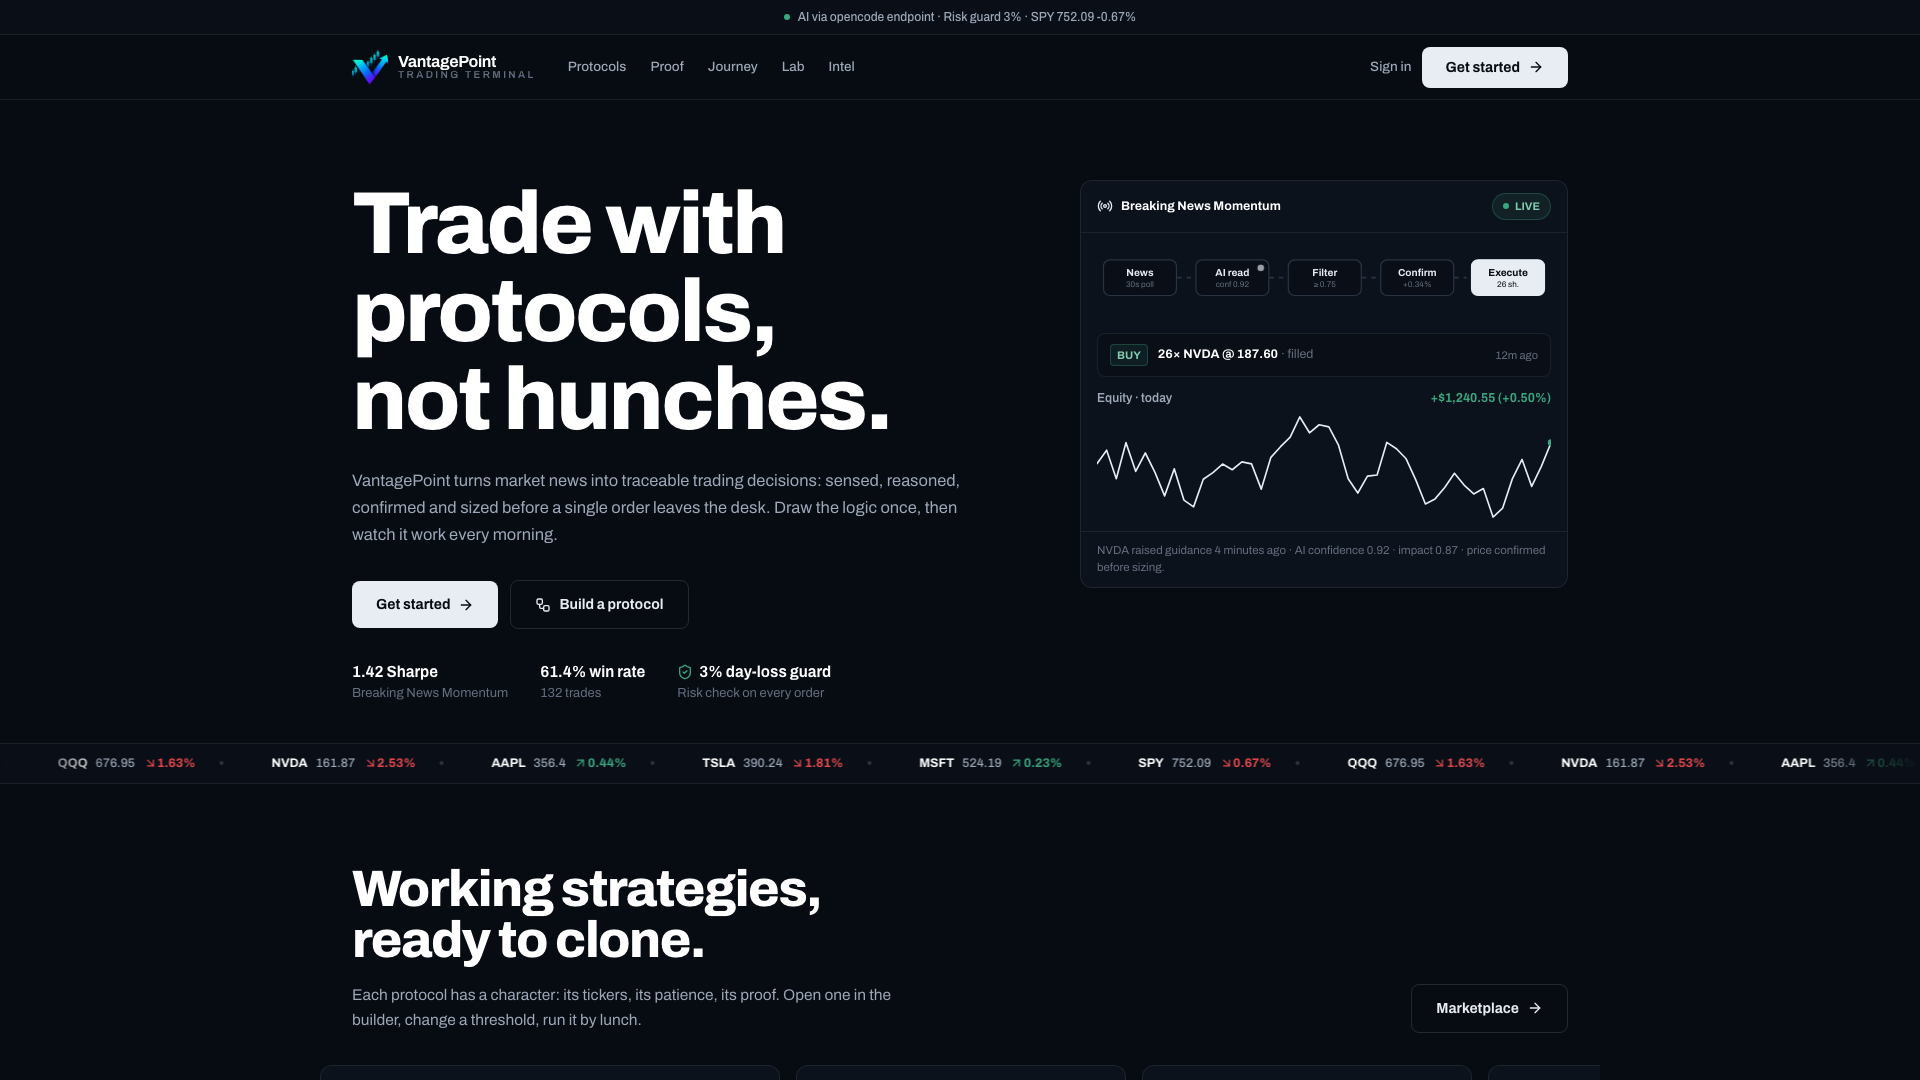 AI via opencode endpoint · Risk guard 3% · SPY 752.09 -0.67%
VantagePoint
TRADING TERMINAL
Protocols
Proof
Journey
Lab
Intel
Sign in
Get started
Trade with
protocols,
not hunches.
VantagePoint turns market news into traceable trading decisions: sensed, reasoned,
confirmed and sized before a single order leaves the desk. Draw the logic once, then
watch it work every morning.
Get started
Build a protocol
1.42 Sharpe
Breaking News Momentum
61.4% win rate
132 trades
3% day-loss guard
Risk check on every order
Breaking News Momentum
LIVE
News
30s poll
AI read
conf 0.92
Filter
≥ 0.75
Confirm
+0.34%
Execute
26 sh.
BUY 26× NVDA @ 187.60 · filled 12m ago
Equity · today +$1,240.55 (+0.50%)
NVDA raised guidance 4 minutes ago · AI confidence 0.92 · impact 0.87 · price confirmed
before sizing.
QQQ 676.95 ↘ 1.63% • NVDA 161.87 ↘ 2.53% • AAPL 356.4 ↗ 0.44% • TSLA 390.24 ↘ 1.81% • MSFT 524.19 ↗ 0.23% • SPY 752.09 ↘ 0.67% • QQQ 676.95 ↘ 1.63% • NVDA 161.87 ↘ 2.53% • AAPL 356.4 ↗ 0.44%
Working strategies,
ready to clone.
Each protocol has a character: its tickers, its patience, its proof. Open one in the
builder, change a threshold, run it by lunch.
Marketplace